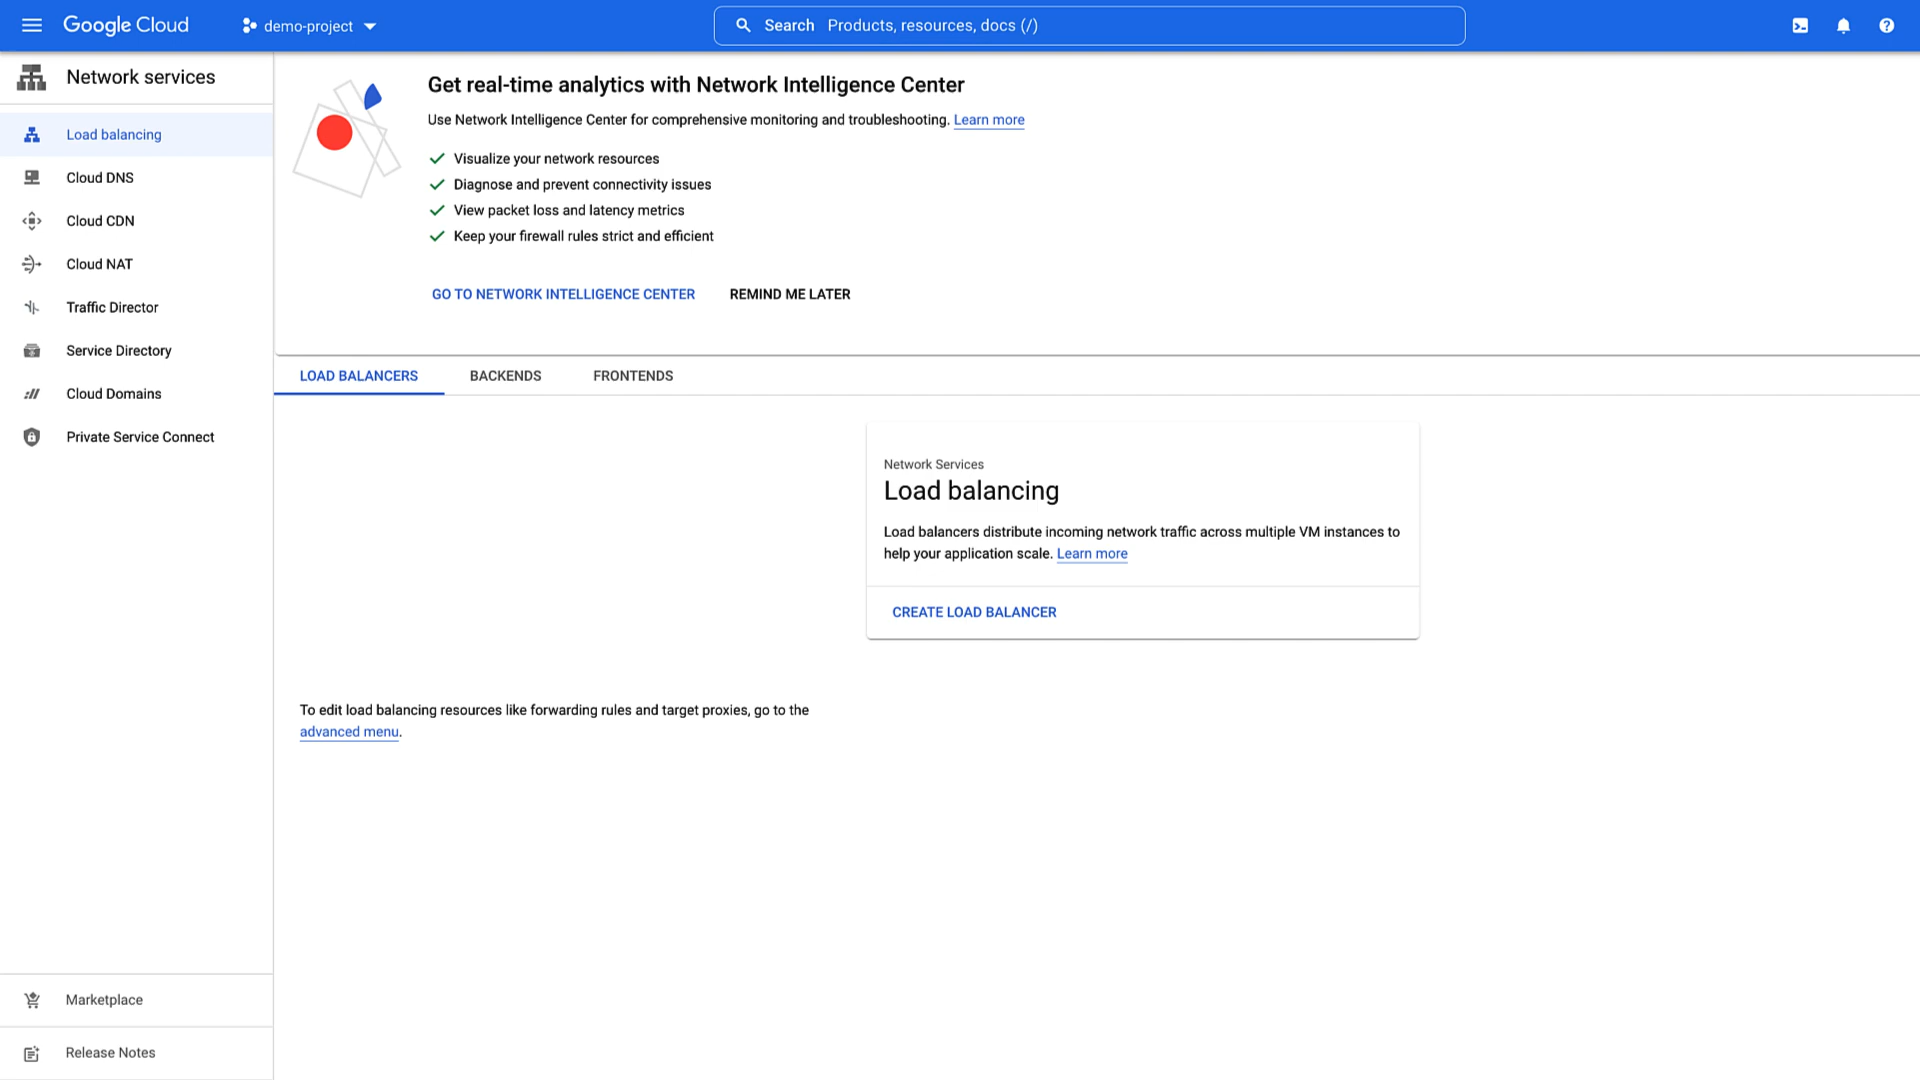 Google Cloud
demo-project
Search Products, resources, docs (/)
Network services
Load balancing
Cloud DNS
Cloud CDN
Cloud NAT
Traffic Director
Service Directory
Cloud Domains
Private Service Connect
Marketplace
Release Notes
Get real-time analytics with Network Intelligence Center
Use Network Intelligence Center for comprehensive monitoring and troubleshooting. Learn more
Visualize your network resources
Diagnose and prevent connectivity issues
View packet loss and latency metrics
Keep your firewall rules strict and efficient
GO TO NETWORK INTELLIGENCE CENTER REMIND ME LATER
LOAD BALANCERS BACKENDS FRONTENDS
Network Services
Load balancing
Load balancers distribute incoming network traffic across multiple VM instances to
help your application scale. Learn more
CREATE LOAD BALANCER
To edit load balancing resources like forwarding rules and target proxies, go to the
advanced menu.